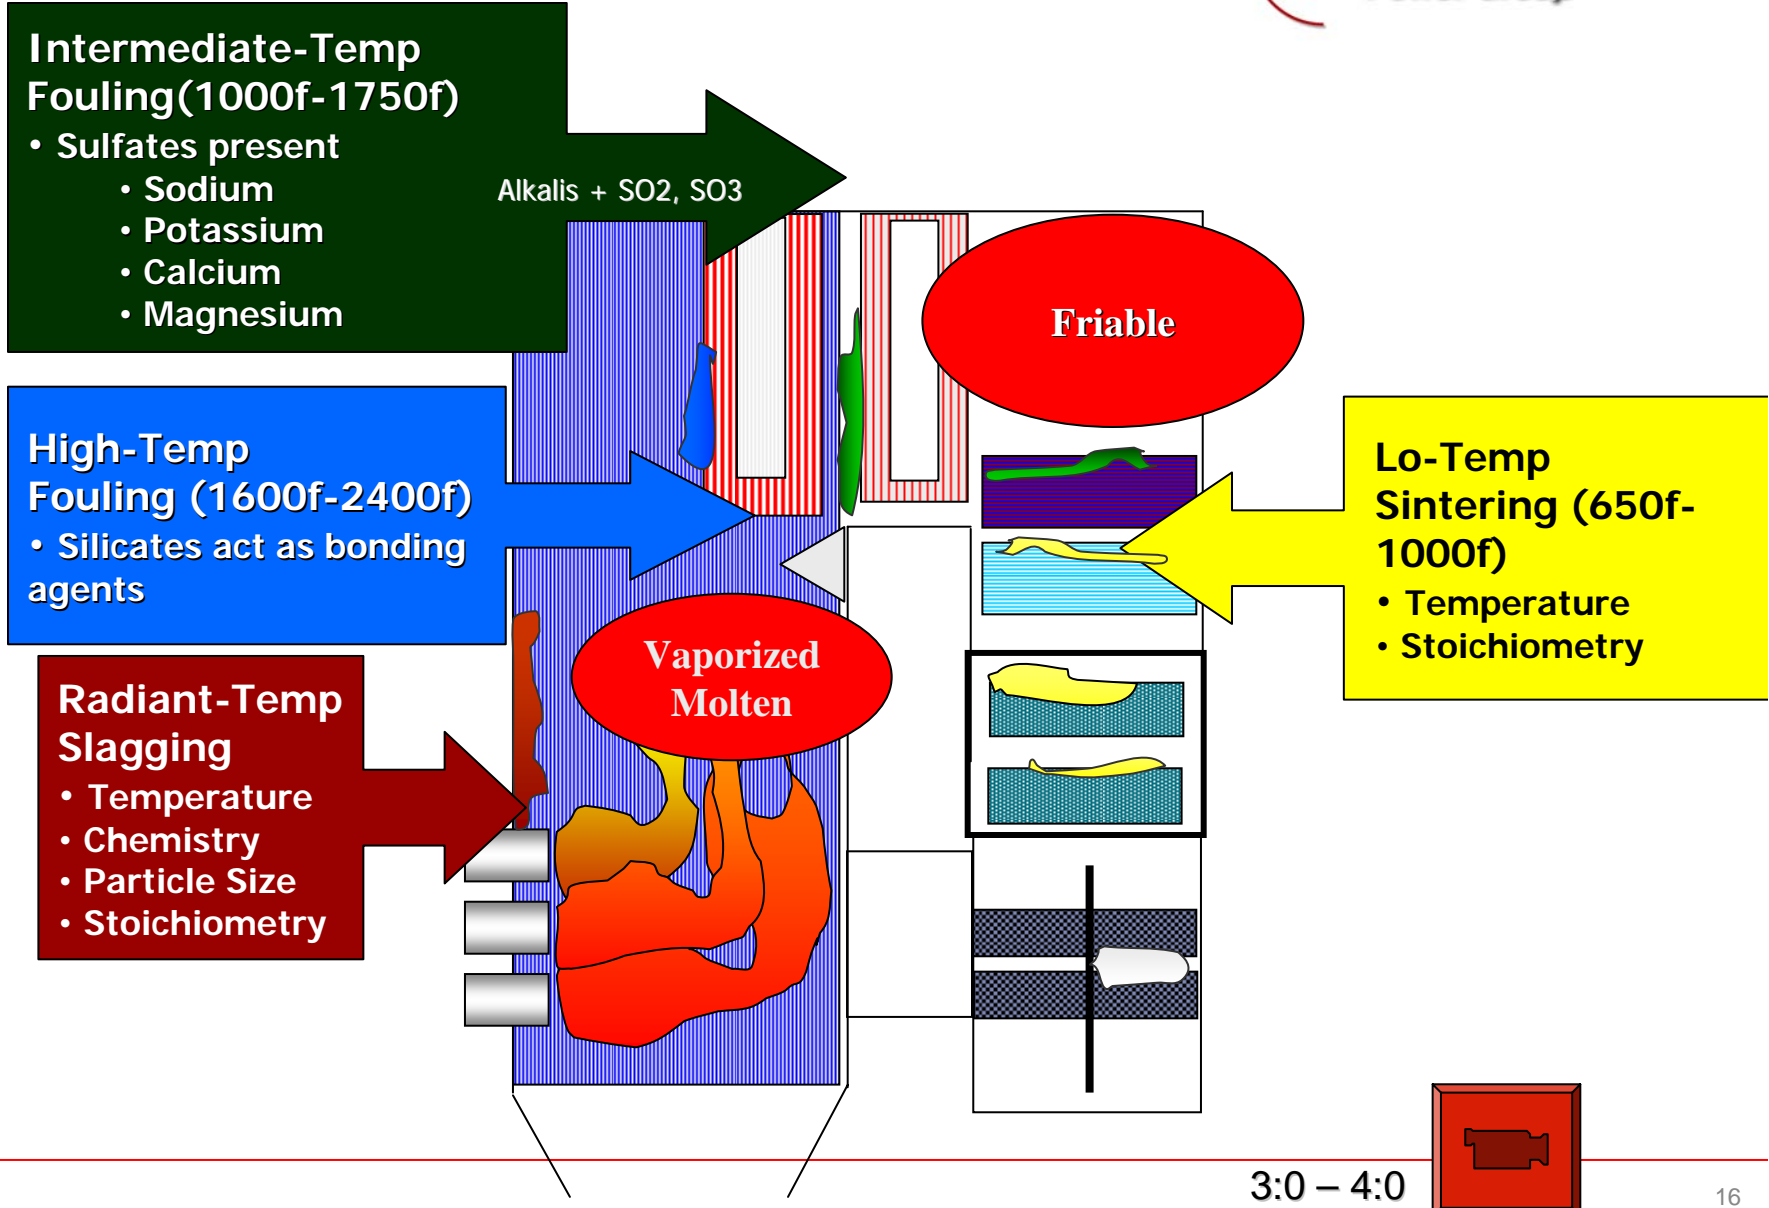 Intermediate-Temp
Fouling(1000f-1750f)
• Sulfates present
• Sodium
• Potassium
• Calcium
• Magnesium
Alkalis + SO2, SO3
Friable
High-Temp
Fouling (1600f-2400f)
• Silicates act as bonding
agents
Lo-Temp
Sintering (650f-
1000f)
• Temperature
• Stoichiometry
Vaporized
Molten
Radiant-Temp
Slagging
• Temperature
• Chemistry
• Particle Size
• Stoichiometry
3:0 – 4:0
16